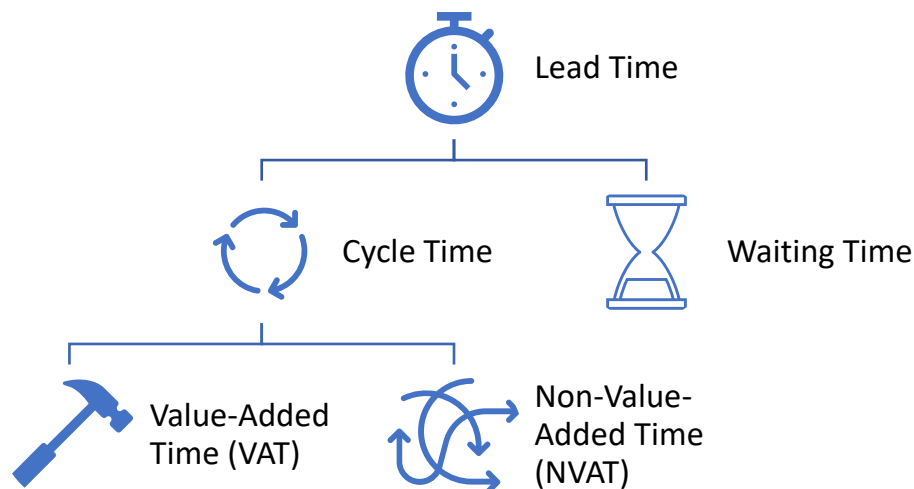 Lead Time
Cycle Time
Waiting Time
Value-Added
Time (VAT)
Non-Value-
Added Time
(NVAT)